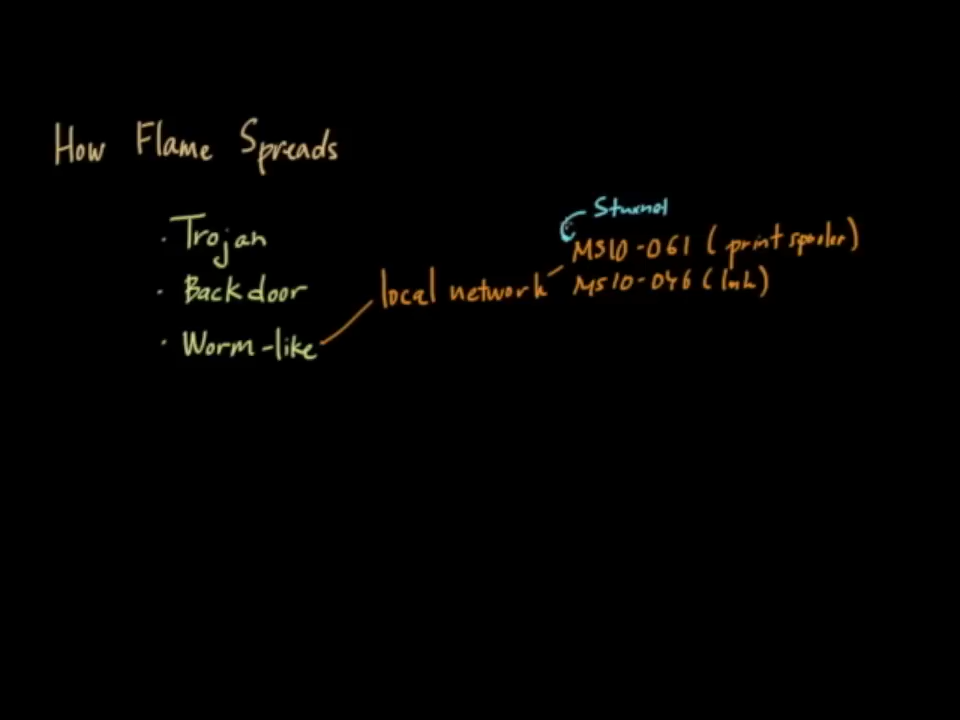 How Flame Spreads
· Trojan
· Backdoor
· Worm-like
local network
Stuxnet
MS10-061 (print spooler)
MS10-046 (lnk)